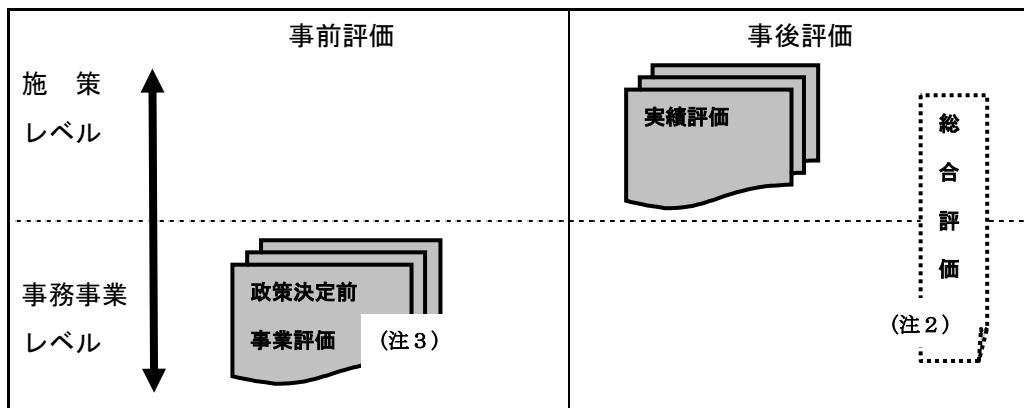 事前評価
事後評価
施　策
レベル
実績評価
総合評価
（注２）
事務事業
レベル
政策決定前
事業評価
（注３）